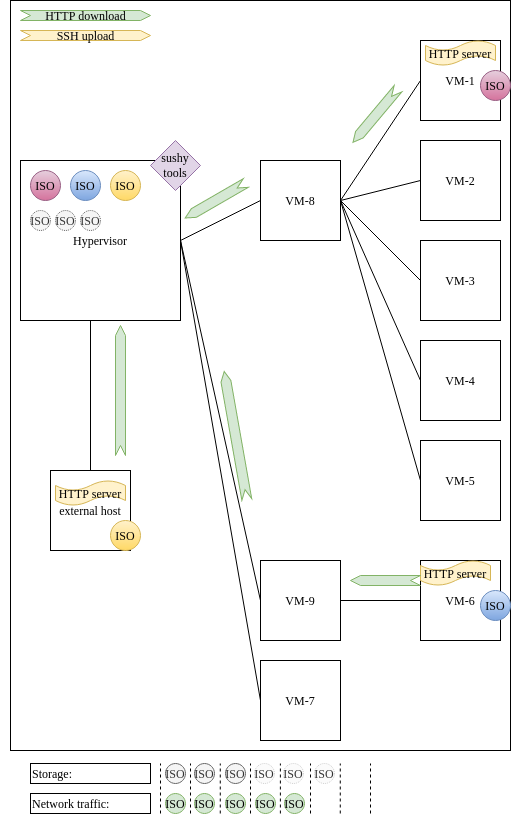 HTTP download
SSH upload
HTTP server
VM-1
ISO
sushy
tools
ISO ISO ISO
ISO ISO ISO
Hypervisor
VM-8
VM-2
VM-3
VM-4
VM-5
HTTP server
external host
ISO
HTTP server
VM-9
VM-6
ISO
VM-7
Storage: ISO ISO ISO ISO ISO ISO
Network traffic: ISO ISO ISO ISO ISO